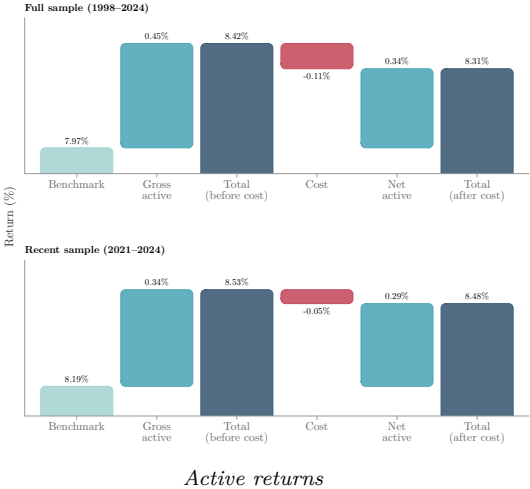 Full sample (1998–2024)
0.45%
8.42%
-0.11%
0.34%
8.31%
7.97%
Benchmark
Gross
active
Total
(before cost)
Cost
Net
active
Total
(after cost)
Return (%)
Recent sample (2021–2024)
0.34%
8.53%
-0.05%
0.29%
8.48%
8.19%
Benchmark
Gross
active
Total
(before cost)
Cost
Net
active
Total
(after cost)
Active returns